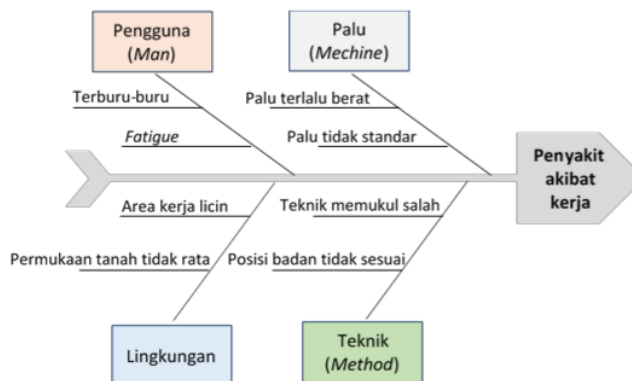 Pengguna
(Man)
Palu
(Mechine)
Terburu-buru
Palu terlalu berat
Fatigue
Palu tidak standar
Penyakit
akibat
kerja
Area kerja licin
Teknik memukul salah
Permukaan tanah tidak rata
Posisi badan tidak sesuai
Lingkungan
Teknik
(Method)